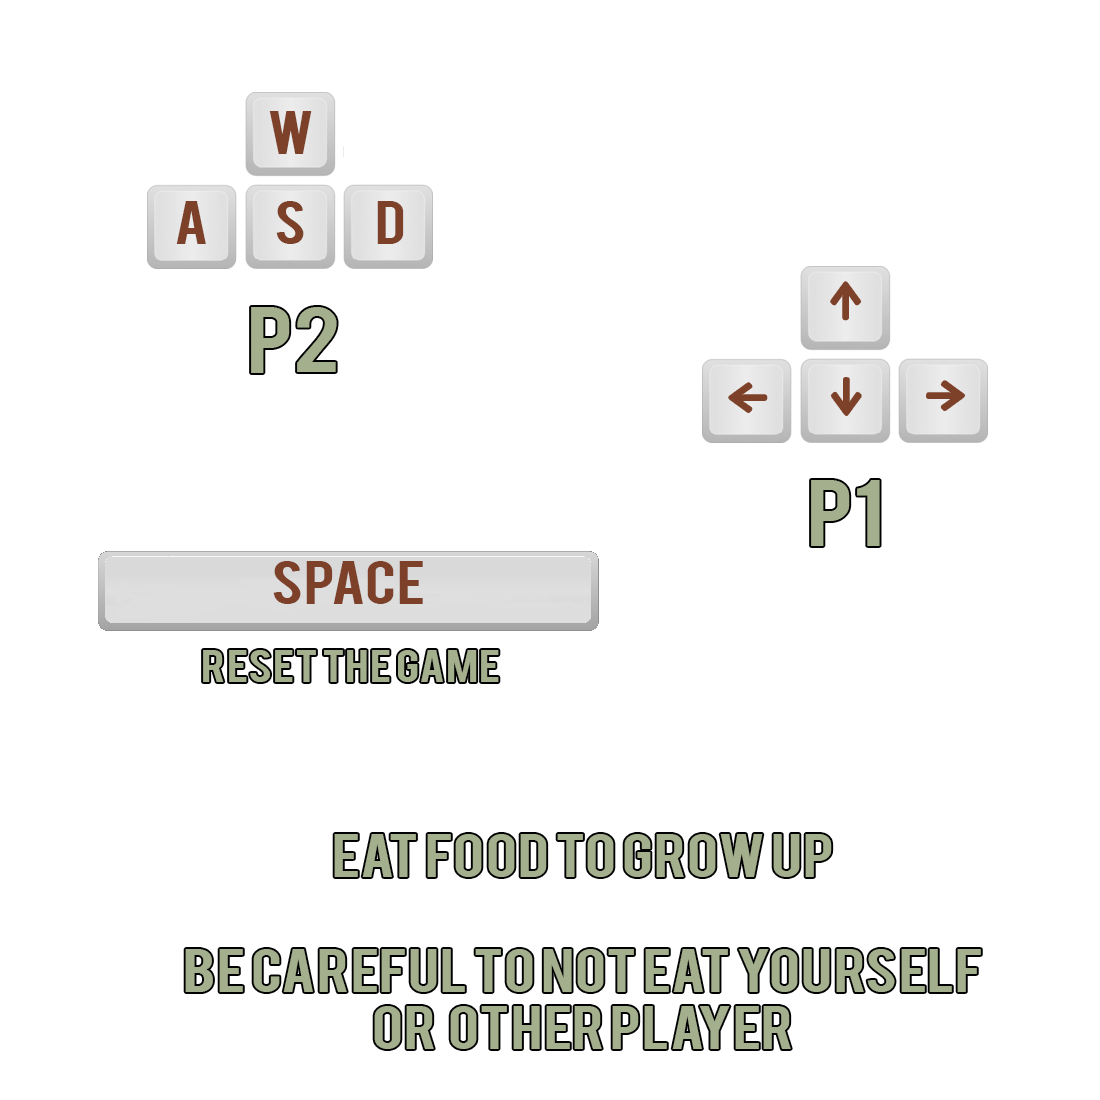 W
A S D
P2
↑
← ↓ →
P1
SPACE
RESET THE GAME
EAT FOOD TO GROW UP
BE CAREFUL TO NOT EAT YOURSELF
OR OTHER PLAYER